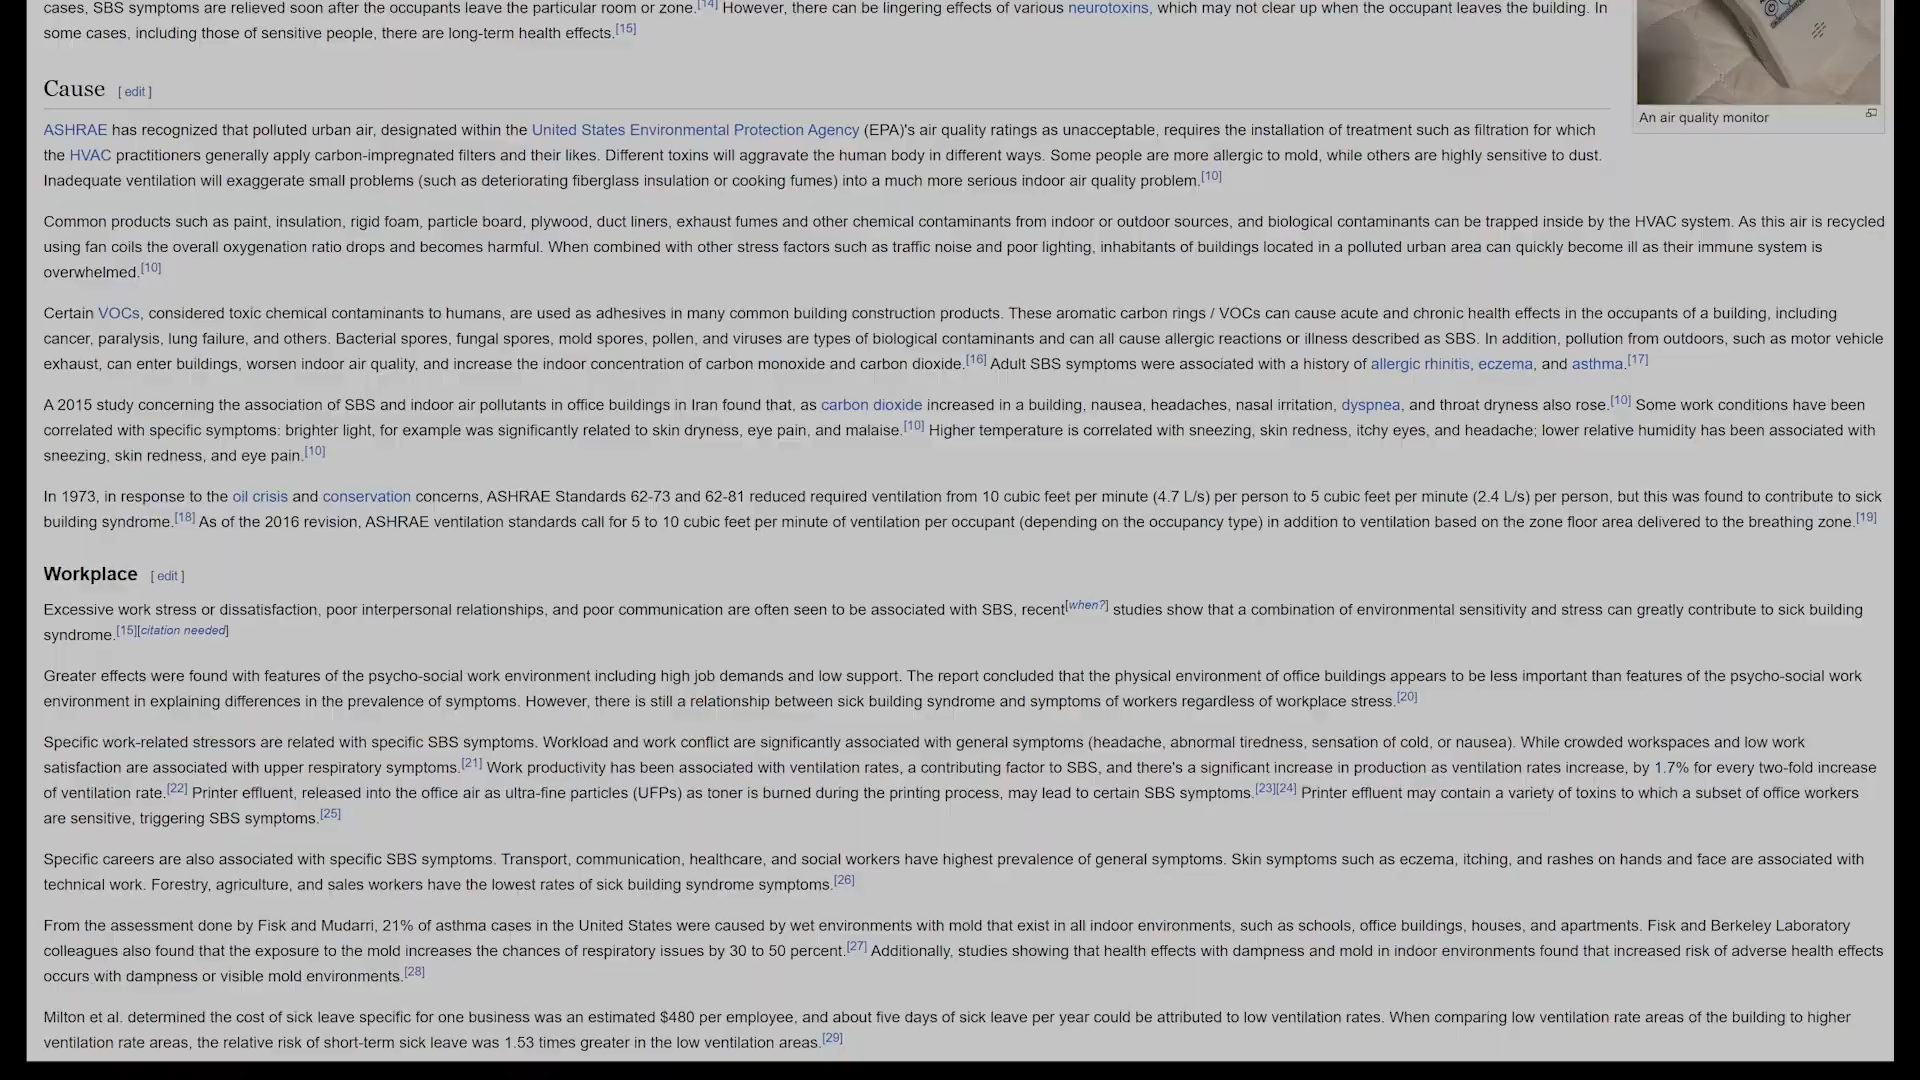 cases, SBS symptoms are relieved soon after the occupants leave the particular room or zone.[14] However, there can be lingering effects of various neurotoxins, which may not clear up when the occupant leaves the building. In
some cases, including those of sensitive people, there are long-term health effects.[15]
An air quality monitor
Cause [ edit ]
ASHRAE has recognized that polluted urban air, designated within the United States Environmental Protection Agency (EPA)'s air quality ratings as unacceptable, requires the installation of treatment such as filtration for which
the HVAC practitioners generally apply carbon-impregnated filters and their likes. Different toxins will aggravate the human body in different ways. Some people are more allergic to mold, while others are highly sensitive to dust.
Inadequate ventilation will exaggerate small problems (such as deteriorating fiberglass insulation or cooking fumes) into a much more serious indoor air quality problem.[10]
Common products such as paint, insulation, rigid foam, particle board, plywood, duct liners, exhaust fumes and other chemical contaminants from indoor or outdoor sources, and biological contaminants can be trapped inside by the HVAC system. As this air is recycled
using fan coils the overall oxygenation ratio drops and becomes harmful. When combined with other stress factors such as traffic noise and poor lighting, inhabitants of buildings located in a polluted urban area can quickly become ill as their immune system is
overwhelmed.[10]
Certain VOCs, considered toxic chemical contaminants to humans, are used as adhesives in many common building construction products. These aromatic carbon rings / VOCs can cause acute and chronic health effects in the occupants of a building, including
cancer, paralysis, lung failure, and others. Bacterial spores, fungal spores, mold spores, pollen, and viruses are types of biological contaminants and can all cause allergic reactions or illness described as SBS. In addition, pollution from outdoors, such as motor vehicle
exhaust, can enter buildings, worsen indoor air quality, and increase the indoor concentration of carbon monoxide and carbon dioxide.[16] Adult SBS symptoms were associated with a history of allergic rhinitis, eczema, and asthma.[17]
A 2015 study concerning the association of SBS and indoor air pollutants in office buildings in Iran found that, as carbon dioxide increased in a building, nausea, headaches, nasal irritation, dyspnea, and throat dryness also rose.[10] Some work conditions have been
correlated with specific symptoms: brighter light, for example was significantly related to skin dryness, eye pain, and malaise.[10] Higher temperature is correlated with sneezing, skin redness, itchy eyes, and headache; lower relative humidity has been associated with
sneezing, skin redness, and eye pain.[10]
In 1973, in response to the oil crisis and conservation concerns, ASHRAE Standards 62-73 and 62-81 reduced required ventilation from 10 cubic feet per minute (4.7 L/s) per person to 5 cubic feet per minute (2.4 L/s) per person, but this was found to contribute to sick
building syndrome.[18] As of the 2016 revision, ASHRAE ventilation standards call for 5 to 10 cubic feet per minute of ventilation per occupant (depending on the occupancy type) in addition to ventilation based on the zone floor area delivered to the breathing zone.[19]
Workplace [ edit ]
Excessive work stress or dissatisfaction, poor interpersonal relationships, and poor communication are often seen to be associated with SBS, recent[when?] studies show that a combination of environmental sensitivity and stress can greatly contribute to sick building
syndrome.[15][citation needed]
Greater effects were found with features of the psycho-social work environment including high job demands and low support. The report concluded that the physical environment of office buildings appears to be less important than features of the psycho-social work
environment in explaining differences in the prevalence of symptoms. However, there is still a relationship between sick building syndrome and symptoms of workers regardless of workplace stress.[20]
Specific work-related stressors are related with specific SBS symptoms. Workload and work conflict are significantly associated with general symptoms (headache, abnormal tiredness, sensation of cold, or nausea). While crowded workspaces and low work
satisfaction are associated with upper respiratory symptoms.[21] Work productivity has been associated with ventilation rates, a contributing factor to SBS, and there's a significant increase in production as ventilation rates increase, by 1.7% for every two-fold increase
of ventilation rate.[22] Printer effluent, released into the office air as ultra-fine particles (UFPs) as toner is burned during the printing process, may lead to certain SBS symptoms.[23][24] Printer effluent may contain a variety of toxins to which a subset of office workers
are sensitive, triggering SBS symptoms.[25]
Specific careers are also associated with specific SBS symptoms. Transport, communication, healthcare, and social workers have highest prevalence of general symptoms. Skin symptoms such as eczema, itching, and rashes on hands and face are associated with
technical work. Forestry, agriculture, and sales workers have the lowest rates of sick building syndrome symptoms.[26]
From the assessment done by Fisk and Mudarri, 21% of asthma cases in the United States were caused by wet environments with mold that exist in all indoor environments, such as schools, office buildings, houses, and apartments. Fisk and Berkeley Laboratory
colleagues also found that the exposure to the mold increases the chances of respiratory issues by 30 to 50 percent.[27] Additionally, studies showing that health effects with dampness and mold in indoor environments found that increased risk of adverse health effects
occurs with dampness or visible mold environments.[28]
Milton et al. determined the cost of sick leave specific for one business was an estimated $480 per employee, and about five days of sick leave per year could be attributed to low ventilation rates. When comparing low ventilation rate areas of the building to higher
ventilation rate areas, the relative risk of short-term sick leave was 1.53 times greater in the low ventilation areas.[29]